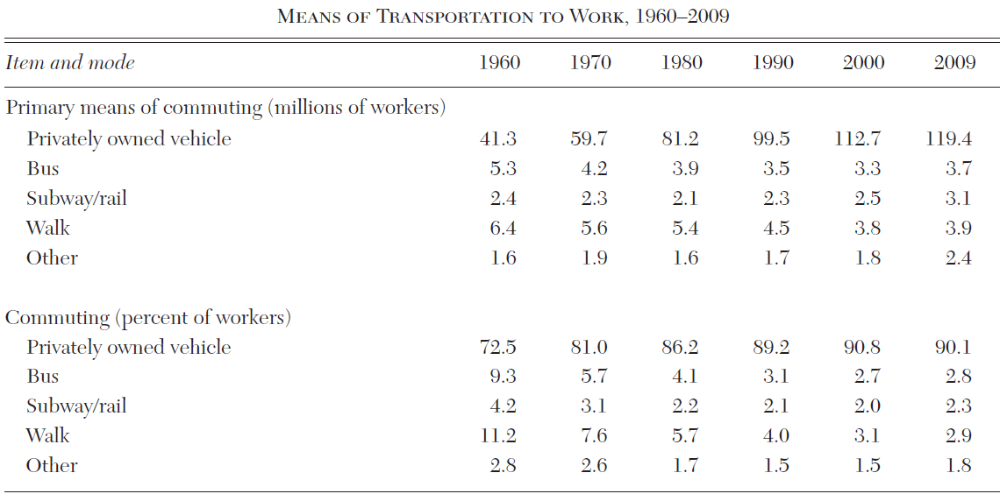 MEANS OF TRANSPORTATION TO WORK, 1960–2009
Item and mode 1960 1970 1980 1990 2000 2009
Primary means of commuting (millions of workers)
Privately owned vehicle 41.3 59.7 81.2 99.5 112.7 119.4
Bus 5.3 4.2 3.9 3.5 3.3 3.7
Subway/rail 2.4 2.3 2.1 2.3 2.5 3.1
Walk 6.4 5.6 5.4 4.5 3.8 3.9
Other 1.6 1.9 1.6 1.7 1.8 2.4
Commuting (percent of workers)
Privately owned vehicle 72.5 81.0 86.2 89.2 90.8 90.1
Bus 9.3 5.7 4.1 3.1 2.7 2.8
Subway/rail 4.2 3.1 2.2 2.1 2.0 2.3
Walk 11.2 7.6 5.7 4.0 3.1 2.9
Other 2.8 2.6 1.7 1.5 1.5 1.8